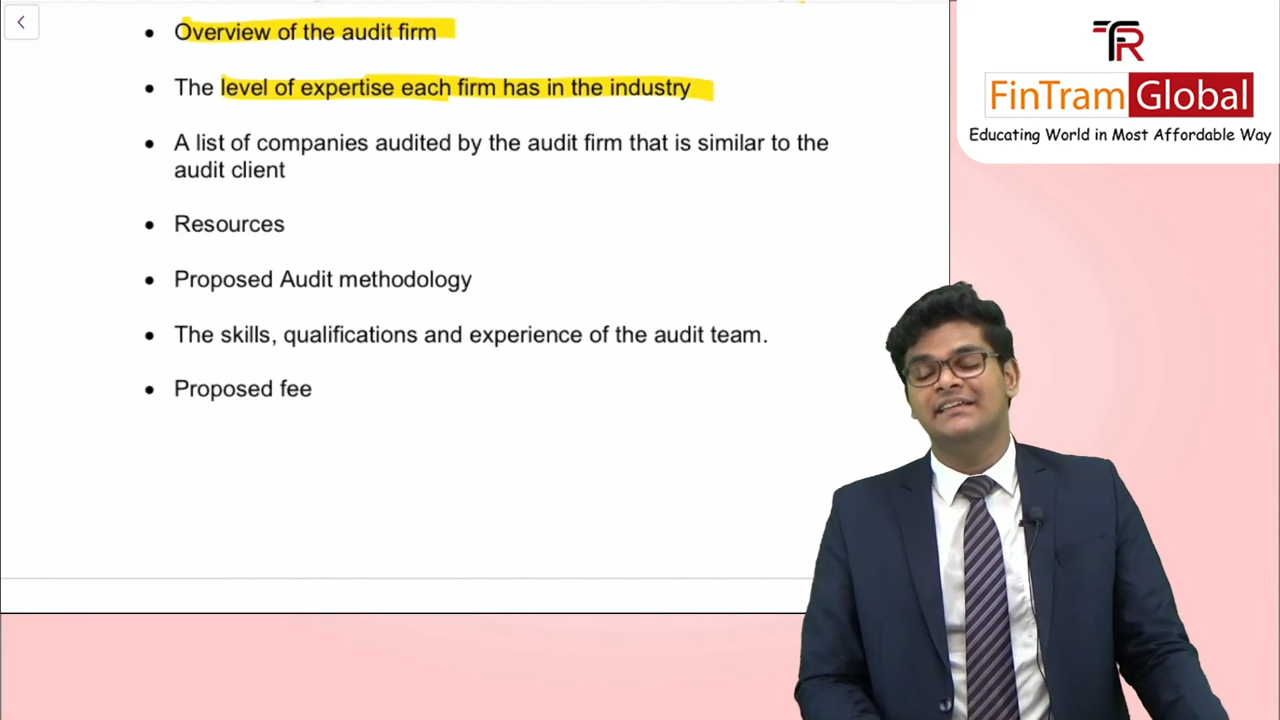 Overview of the audit firm
The level of expertise each firm has in the industry
A list of companies audited by the audit firm that is similar to the
audit client
Resources
Proposed Audit methodology
The skills, qualifications and experience of the audit team.
Proposed fee
TR
FinTram Global
Educating World in Most Affordable Way